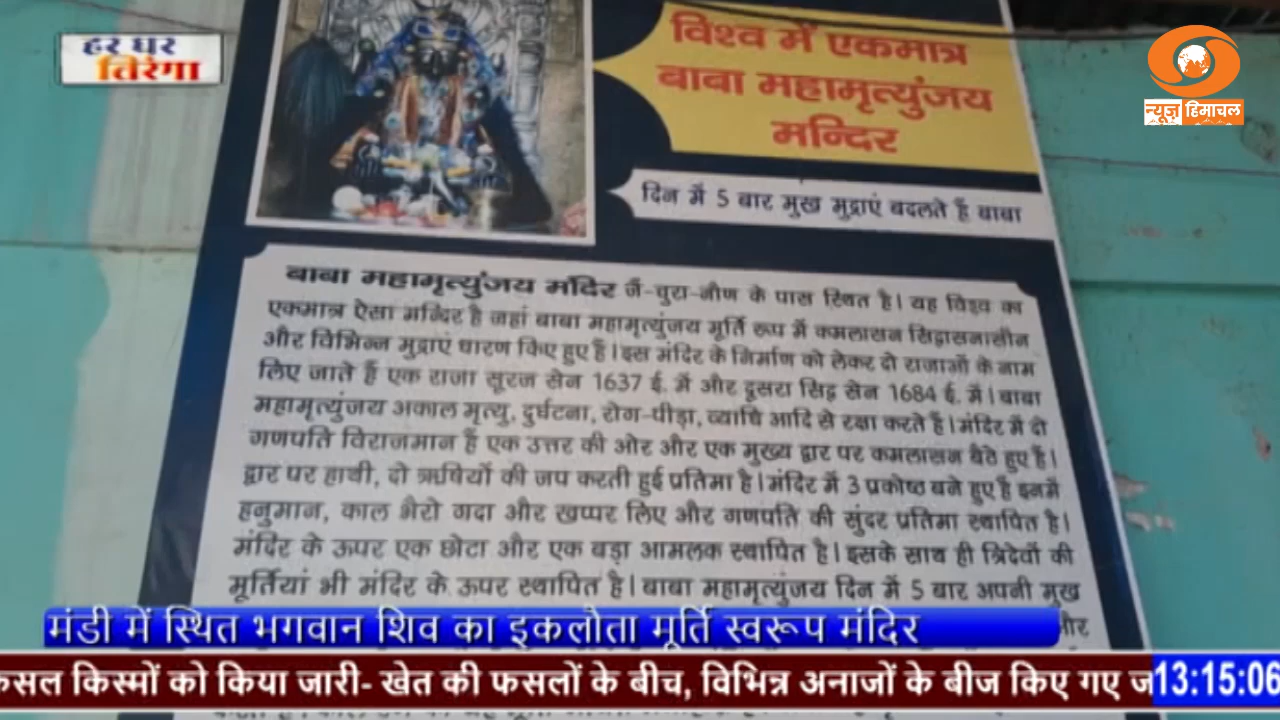 हर घर
तिरंगा
न्यूज़ हिमाचल
विश्व में एकमात्र
बाबा महामृत्युंजय
मन्दिर
दिन में 5 बार मुख मुद्राएं बदलते हैं बाबा
बाबा महामृत्युंजय मंदिर जै-चुरा-नौण के पास स्थित है। यह विश्व का
एकमात्र ऐसा मन्दिर है जहां बाबा महामृत्युंजय मूर्ति रूप में कमलासन सिद्वासनासीन
और विभिन्न मुद्राएं धारण किए हुए हैं। इस मंदिर के निर्माण को लेकर दो राजाओं के नाम
लिए जाते हैं एक राजा सूरज सेन 1637 ई. में और दूसरा सिद्व सेन 1684 ई. में। बाबा
महामृत्युंजय अकाल मृत्यु, दुर्घटना, रोग-पीड़ा, व्याधि आदि से रक्षा करते हैं। मंदिर में दो
गणपति विराजमान हैं एक उत्तर की ओर और एक मुख्य द्वार पर कमलासन बैठे हुए हैं।
द्वार पर हाथी, दो ऋषियों की जप करती हुई प्रतिमा है। मंदिर में 3 प्रकोष्ठ बने हुए है इनमें
हनुमान, काल भैरो गदा और खप्पर लिए और गणपति की सुंदर प्रतिमा स्थापित है।
मंदिर के ऊपर एक छोटा और एक बड़ा आमलक स्थापित है। इसके साथ ही त्रिदेवों की
मूर्तियां भी मंदिर के ऊपर स्थापित है। बाबा महामृत्युंजय दिन में 5 बार अपनी मुख
और
मंडी में स्थित भगवान शिव का इकलौता मूर्ति स्वरूप मंदिर
फसल किस्मों को किया जारी- खेत की फसलों के बीच, विभिन्न अनाजों के बीज किए गए ज
13:15:06